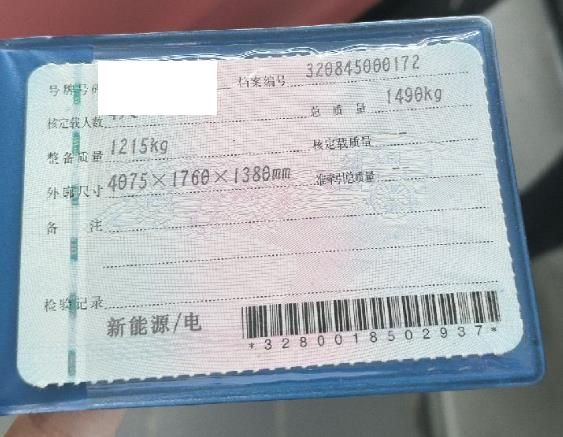 号牌号码 档案编号 320845000172
核定载人数 总质量 1490kg
整备质量 1215kg 核定载质量 --
外廓尺寸 4075×1760×1380mm 准牵引总质量 --
备注
检验记录
新能源/电
*3280018502937*